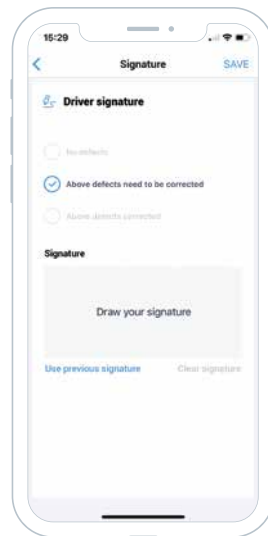 15:29
Signature SAVE
Driver signature
No defects
Above defects need to be corrected
Above defects corrected
Signature
Draw your signature
Use previous signature Clear signature